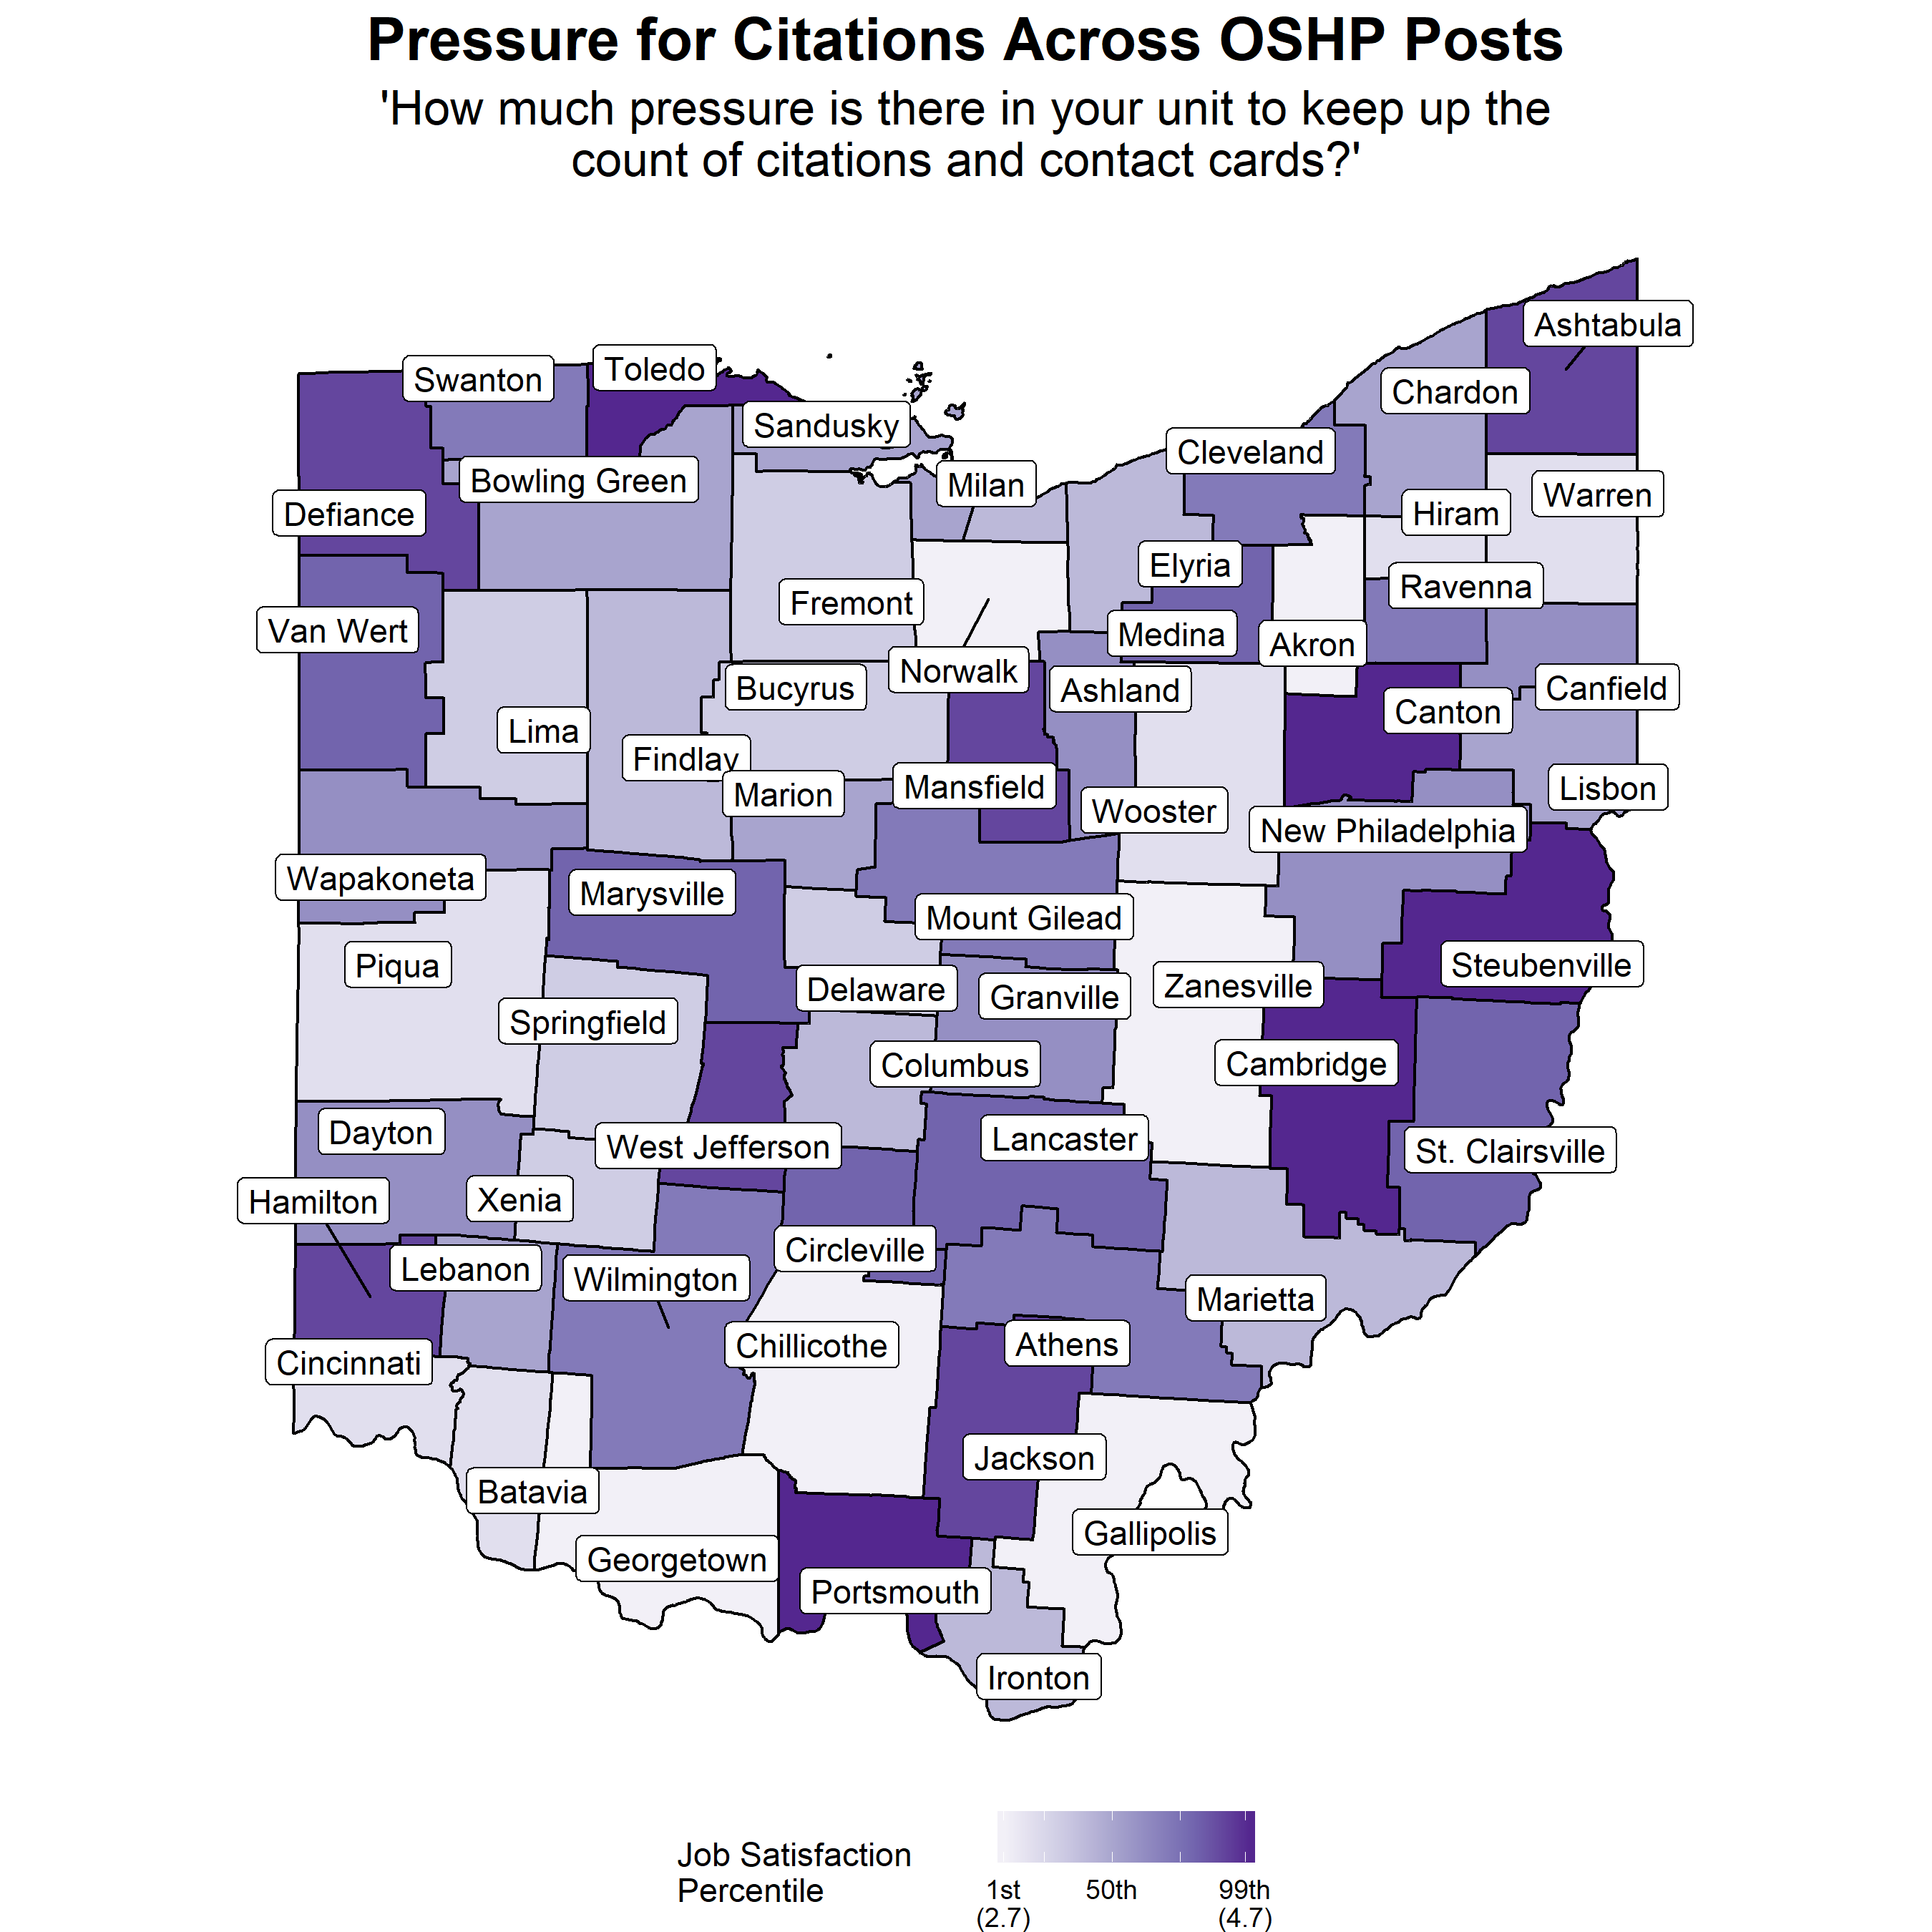 Pressure for Citations Across OSHP Posts
'How much pressure is there in your unit to keep up the
count of citations and contact cards?'
Ashtabula
Toledo
Swanton
Chardon
Sandusky
Cleveland
Bowling Green
Milan
Warren
Defiance
Hiram
Elyria
Ravenna
Fremont
Van Wert
Medina
Akron
Norwalk
Bucyrus
Ashland
Canfield
Canton
Lima
Findlay
Mansfield
Lisbon
Marion
Wooster
New Philadelphia
Wapakoneta
Marysville
Mount Gilead
Piqua
Steubenville
Zanesville
Delaware
Granville
Springfield
Cambridge
Columbus
Dayton
Lancaster
West Jefferson
St. Clairsville
Hamilton
Xenia
Circleville
Lebanon
Wilmington
Marietta
Athens
Chillicothe
Cincinnati
Jackson
Batavia
Gallipolis
Georgetown
Portsmouth
Ironton
Job Satisfaction
Percentile
1st
(2.7)
50th
99th
(4.7)